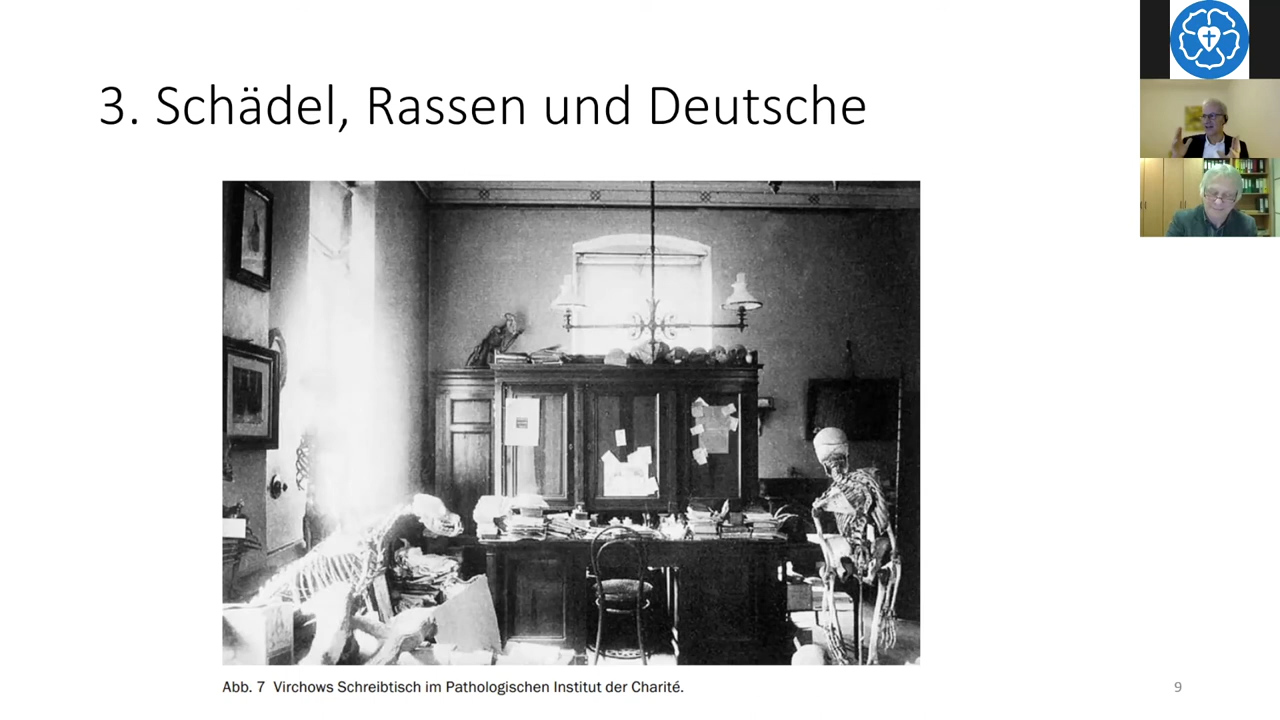 3. Schädel, Rassen und Deutsche
Abb. 7 Virchows Schreibtisch im Pathologischen Institut der Charité.
9